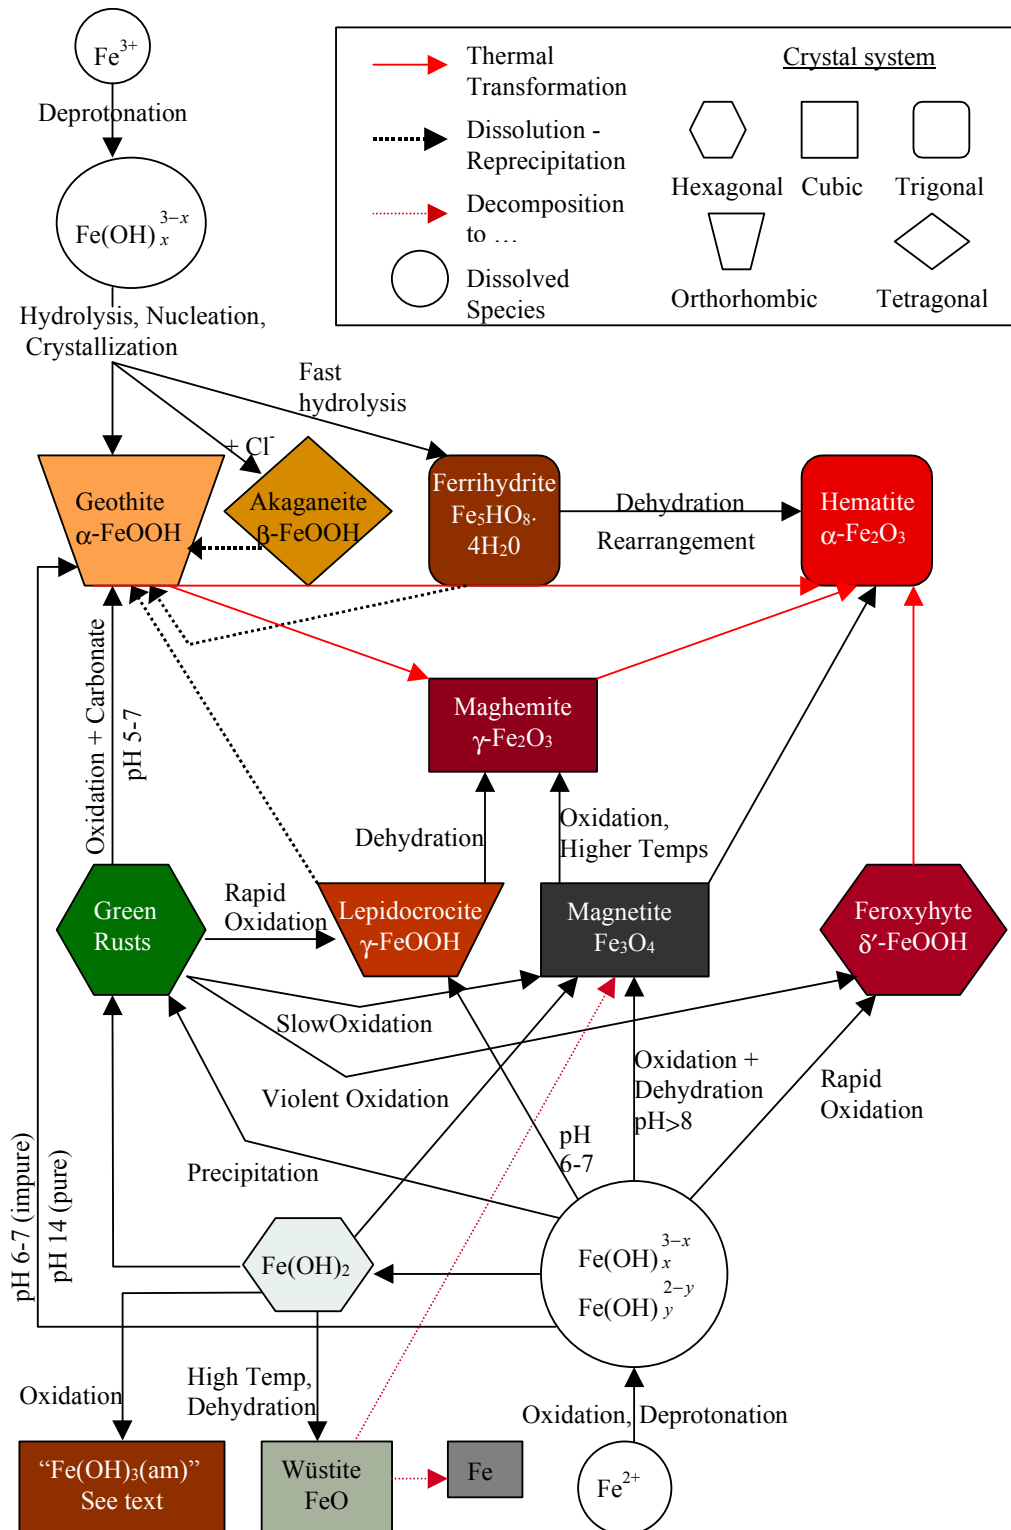 Fe3+
Deprotonation
Fe(OH)x3−x
Hydrolysis, Nucleation,
Crystallization
Thermal
Transformation
Dissolution -
Reprecipitation
Decomposition
to ...
Dissolved
Species
Crystal system
Hexagonal
Cubic
Trigonal
Orthorhombic
Tetragonal
Fast
hydrolysis
+ Cl-
Geothite
α-FeOOH
Akaganeite
β-FeOOH
Ferrihydrite
Fe5HO8·
4H20
Dehydration
Rearrangement
Hematite
α-Fe2O3
Oxidation + Carbonate
pH 5-7
Maghemite
γ-Fe2O3
Dehydration
Oxidation,
Higher Temps
Green
Rusts
Rapid
Oxidation
Lepidocrocite
γ-FeOOH
Magnetite
Fe3O4
Feroxyhyte
δ′-FeOOH
SlowOxidation
Violent Oxidation
Oxidation +
Dehydration
pH>8
Rapid
Oxidation
pH
6-7
Precipitation
pH 6-7 (impure)
pH 14 (pure)
Fe(OH)2
Fe(OH)x3−x
Fe(OH)y2−y
Oxidation
High Temp,
Dehydration
Oxidation, Deprotonation
“Fe(OH)3(am)”
See text
Wüstite
FeO
Fe
Fe2+